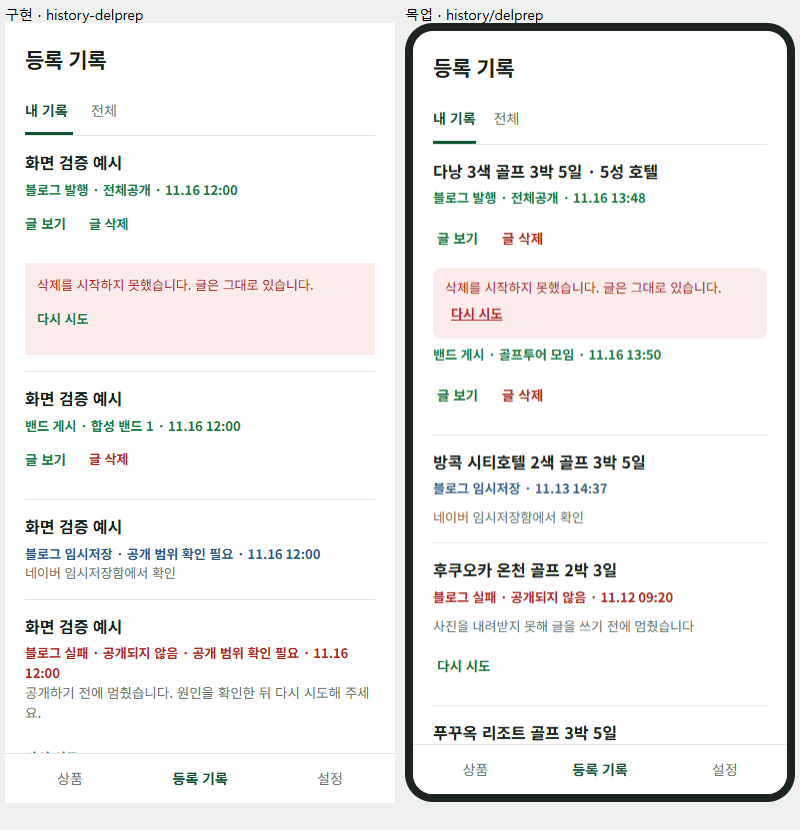 구현 · history-delprep
등록 기록
내 기록 전체
화면 검증 예시
블로그 발행 · 전체공개 · 11.16 12:00
글 보기 글 삭제
삭제를 시작하지 못했습니다. 글은 그대로 있습니다.
다시 시도
화면 검증 예시
밴드 게시 · 합성 밴드 1 · 11.16 12:00
글 보기 글 삭제
화면 검증 예시
블로그 임시저장 · 공개 범위 확인 필요 · 11.16 12:00
네이버 임시저장함에서 확인
화면 검증 예시
블로그 실패 · 공개되지 않음 · 공개 범위 확인 필요 · 11.16
12:00
공개하기 전에 멈췄습니다. 원인을 확인한 뒤 다시 시도해 주세
요.
상품 등록 기록 설정
목업 · history/delprep
등록 기록
내 기록 전체
다낭 3색 골프 3박 5일 · 5성 호텔
블로그 발행 · 전체공개 · 11.16 13:48
글 보기 글 삭제
삭제를 시작하지 못했습니다. 글은 그대로 있습니다.
다시 시도
밴드 게시 · 골프투어 모임 · 11.16 13:50
글 보기 글 삭제
방콕 시티호텔 2색 골프 3박 5일
블로그 임시저장 · 11.13 14:37
네이버 임시저장함에서 확인
후쿠오카 온천 골프 2박 3일
블로그 실패 · 공개되지 않음 · 11.12 09:20
사진을 내려받지 못해 글을 쓰기 전에 멈췄습니다
다시 시도
푸꾸옥 리조트 골프 3박 5일
상품 등록 기록 설정